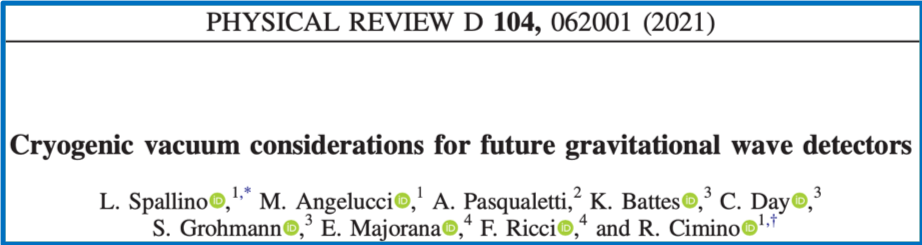 PHYSICAL REVIEW D 104, 062001 (2021)
Cryogenic vacuum considerations for future gravitational wave detectors
L. Spallino,1,* M. Angelucci,1 A. Pasqualetti,2 K. Battes,3 C. Day,3
S. Grohmann,3 E. Majorana,4 F. Ricci,4 and R. Cimino1,†